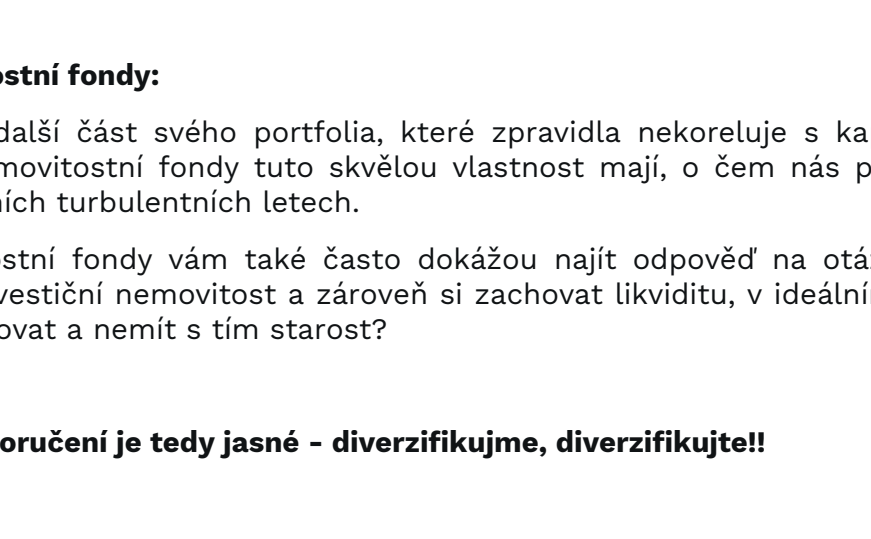 ostní fondy:
další část svého portfolia, které zpravidla nekoreluje s ka
movitostní fondy tuto skvělou vlastnost mají, o čem nás p
ních turbulentních letech.
ostní fondy vám také často dokážou najít odpověď na otáz
vestiční nemovitost a zároveň si zachovat likviditu, v ideální
ovat a nemít s tím starost?
oručení je tedy jasné - diverzifikujme, diverzifikujte!!